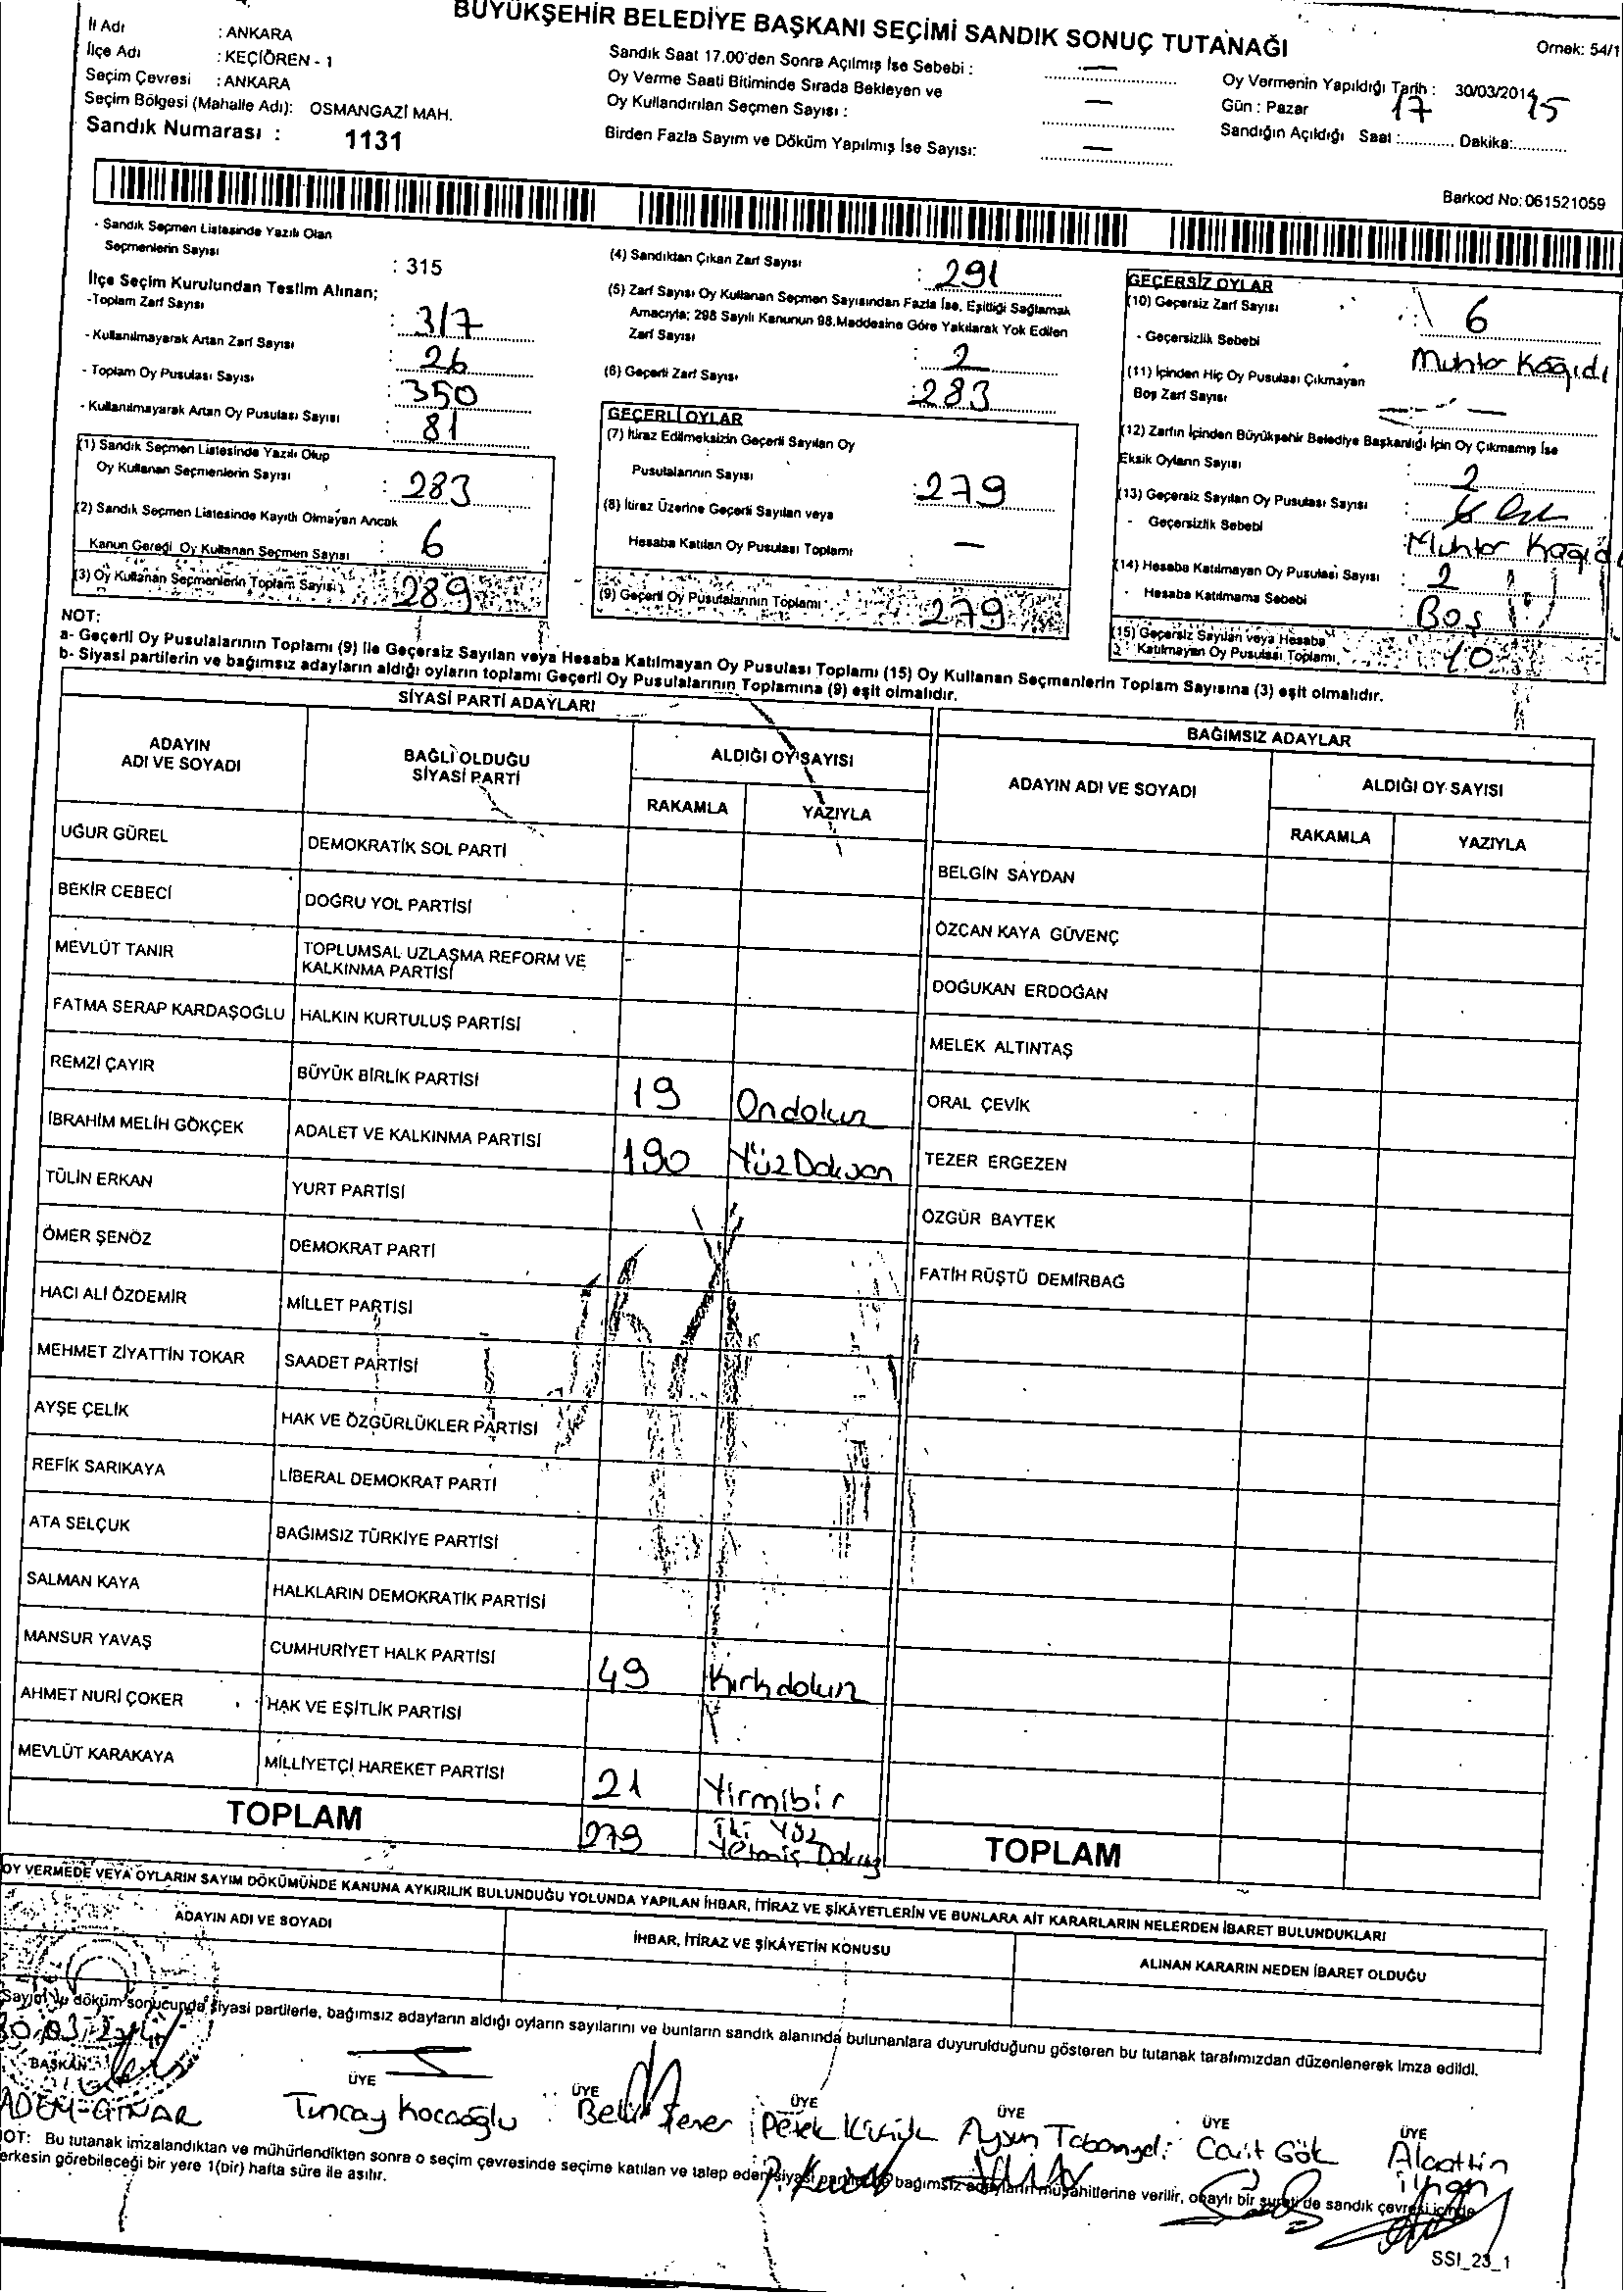 BÜYÜKŞEHİR BELEDİYE BAŞKANI SEÇİMİ SANDIK SONUÇ TUTANAĞI
Örnek: 54/1
İl Adı : ANKARA
İlçe Adı : KEÇİÖREN - 1
Seçim Çevresi : ANKARA
Seçim Bölgesi (Mahalle Adı): OSMANGAZİ MAH.
Sandık Numarası : 1131
Sandık Saat 17.00'den Sonra Açılmış İse Sebebi : —
Oy Verme Saati Bitiminde Sırada Bekleyen ve
Oy Kullandırılan Seçmen Sayısı : —
Birden Fazla Sayım ve Döküm Yapılmış İse Sayısı: —
Oy Vermenin Yapıldığı Tarih : 30/03/2014
Gün : Pazar
Sandığın Açıldığı Saat : 17 Dakika: 15
Barkod No: 061521059
- Sandık Seçmen Listesinde Yazılı Olan
Seçmenlerin Sayısı : 315
İlçe Seçim Kurulundan Teslim Alınan;
-Toplam Zarf Sayısı : 317
- Kullanılmayarak Artan Zarf Sayısı : 26
- Toplam Oy Pusulası Sayısı : 350
- Kullanılmayarak Artan Oy Pusulası Sayısı : 81
(1) Sandık Seçmen Listesinde Yazılı Olup
Oy Kullanan Seçmenlerin Sayısı : 283
(2) Sandık Seçmen Listesinde Kayıtlı Olmayan Ancak
Kanun Gereği Oy Kullanan Seçmen Sayısı : 6
(3) Oy Kullanan Seçmenlerin Toplam Sayısı : 289
(4) Sandıktan Çıkan Zarf Sayısı : 291
(5) Zarf Sayısı Oy Kullanan Seçmen Sayısından Fazla İse, Eşitliği Sağlamak
Amacıyla; 298 Sayılı Kanunun 98.Maddesine Göre Yakılarak Yok Edilen
Zarf Sayısı : 2
(6) Geçerli Zarf Sayısı : 283
GEÇERLİ OYLAR
(7) İtiraz Edilmeksizin Geçerli Sayılan Oy
Pusulalarının Sayısı : 279
(8) İtiraz Üzerine Geçerli Sayılan veya
Hesaba Katılan Oy Pusulası Toplamı : —
(9) Geçerli Oy Pusulalarının Toplamı : 279
GEÇERSİZ OYLAR
(10) Geçersiz Zarf Sayısı : 6
- Geçersizlik Sebebi Muhtar Kağıdı
(11) İçinden Hiç Oy Pusulası Çıkmayan
Boş Zarf Sayısı —
(12) Zarfın İçinden Büyükşehir Belediye Başkanlığı İçin Oy Çıkmamış İse
Eksik Oyların Sayısı : 2
(13) Geçersiz Sayılan Oy Pusulası Sayısı :
- Geçersizlik Sebebi : Muhtar Kağıdı
(14) Hesaba Katılmayan Oy Pusulası Sayısı : 2
- Hesaba Katılmama Sebebi : Boş
(15) Geçersiz Sayılan veya Hesaba
Katılmayan Oy Pusulası Toplamı : 10
NOT:
a- Geçerli Oy Pusulalarının Toplamı (9) İle Geçersiz Sayılan veya Hesaba Katılmayan Oy Pusulası Toplamı (15) Oy Kullanan Seçmenlerin Toplam Sayısına (3) eşit olmalıdır.
b- Siyasi partilerin ve bağımsız adayların aldığı oyların toplamı Geçerli Oy Pusulalarının Toplamına (9) eşit olmalıdır.
SİYASİ PARTİ ADAYLARI
ADAYIN ADI VE SOYADI BAĞLI OLDUĞU SİYASİ PARTİ ALDIĞI OY SAYISI
RAKAMLA YAZIYLA
UĞUR GÜREL DEMOKRATİK SOL PARTİ
BEKİR CEBECİ DOĞRU YOL PARTİSİ
MEVLÜT TANIR TOPLUMSAL UZLAŞMA REFORM VE KALKINMA PARTİSİ
FATMA SERAP KARDAŞOĞLU HALKIN KURTULUŞ PARTİSİ
REMZİ ÇAYIR BÜYÜK BİRLİK PARTİSİ 19 Ondokuz
İBRAHİM MELİH GÖKÇEK ADALET VE KALKINMA PARTİSİ 190 YüzDoksan
TÜLİN ERKAN YURT PARTİSİ
ÖMER ŞENÖZ DEMOKRAT PARTİ
HACI ALİ ÖZDEMİR MİLLET PARTİSİ
MEHMET ZİYATTİN TOKAR SAADET PARTİSİ
AYŞE ÇELİK HAK VE ÖZGÜRLÜKLER PARTİSİ
REFİK SARIKAYA LİBERAL DEMOKRAT PARTİ
ATA SELÇUK BAĞIMSIZ TÜRKİYE PARTİSİ
SALMAN KAYA HALKLARIN DEMOKRATİK PARTİSİ
MANSUR YAVAŞ CUMHURİYET HALK PARTİSİ 49 Kırkdokuz
AHMET NURİ ÇOKER HAK VE EŞİTLİK PARTİSİ
MEVLÜT KARAKAYA MİLLİYETÇİ HAREKET PARTİSİ 21 Yirmibir
TOPLAM 279 İki Yüz Yetmiş Dokuz
BAĞIMSIZ ADAYLAR
ADAYIN ADI VE SOYADI ALDIĞI OY SAYISI
RAKAMLA YAZIYLA
BELGİN SAYDAN
ÖZCAN KAYA GÜVENÇ
DOĞUKAN ERDOĞAN
MELEK ALTINTAŞ
ORAL ÇEVİK
TEZER ERGEZEN
ÖZGÜR BAYTEK
FATİH RÜŞTÜ DEMİRBAĞ
TOPLAM
OY VERMEDE VEYA OYLARIN SAYIM DÖKÜMÜNDE KANUNA AYKIRILIK BULUNDUĞU YOLUNDA YAPILAN İHBAR, İTİRAZ VE ŞİKÂYETLERİN VE BUNLARA AİT KARARLARIN NELERDEN İBARET BULUNDUKLARI
ADAYIN ADI VE SOYADI İHBAR, İTİRAZ VE ŞİKÂYETİN KONUSU ALINAN KARARIN NEDEN İBARET OLDUĞU
Sayım ve döküm sonucunda siyasi partilerle, bağımsız adayların aldığı oyların sayılarını ve bunların sandık alanında bulunanlara duyurulduğunu gösteren bu tutanak tarafımızdan düzenlenerek imza edildi.
30.03.2014
BAŞKAN ÜYE ÜYE ÜYE ÜYE ÜYE ÜYE
Tuncay Kocaoğlu Cavit Gök Alaattin İlhan
NOT: Bu tutanak imzalandıktan ve mühürlendikten sonra o seçim çevresinde seçime katılan ve talep eden siyasi partiler bağımsız adayların müşahitlerine verilir, onaylı bir sureti de sandık çevresi içinde
herkesin görebileceği bir yere 1(bir) hafta süre ile asılır.
SSI_23_1